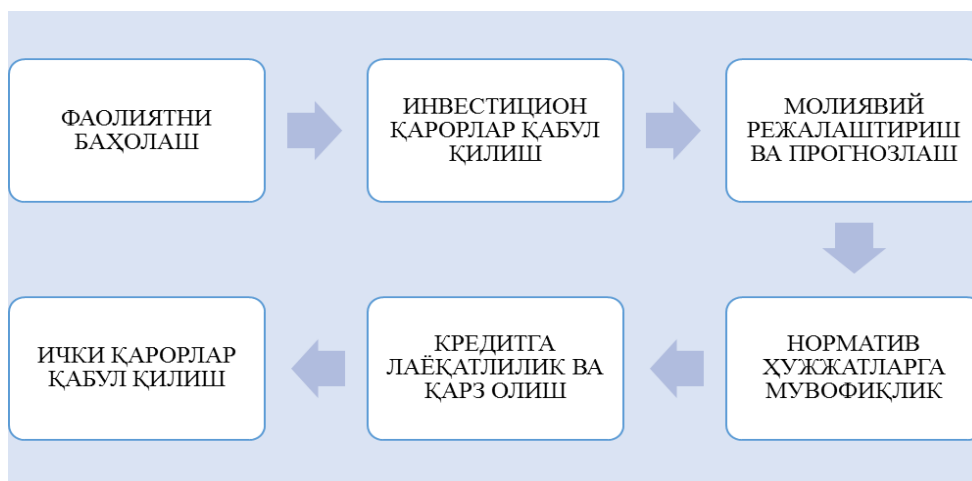 ФАОЛИЯТНИ
БАҲОЛАШ
ИНВЕСТИЦИОН
ҚАРОРЛАР ҚАБУЛ
ҚИЛИШ
МОЛИЯВИЙ
РЕЖАЛАШТИРИШ
ВА ПРОГНОЗЛАШ
НОРМАТИВ
ҲУЖЖАТЛАРГА
МУВОФИҚЛИК
КРЕДИТГА
ЛАЁҚАТЛИЛИК ВА
ҚАРЗ ОЛИШ
ИЧКИ ҚАРОРЛАР
ҚАБУЛ ҚИЛИШ